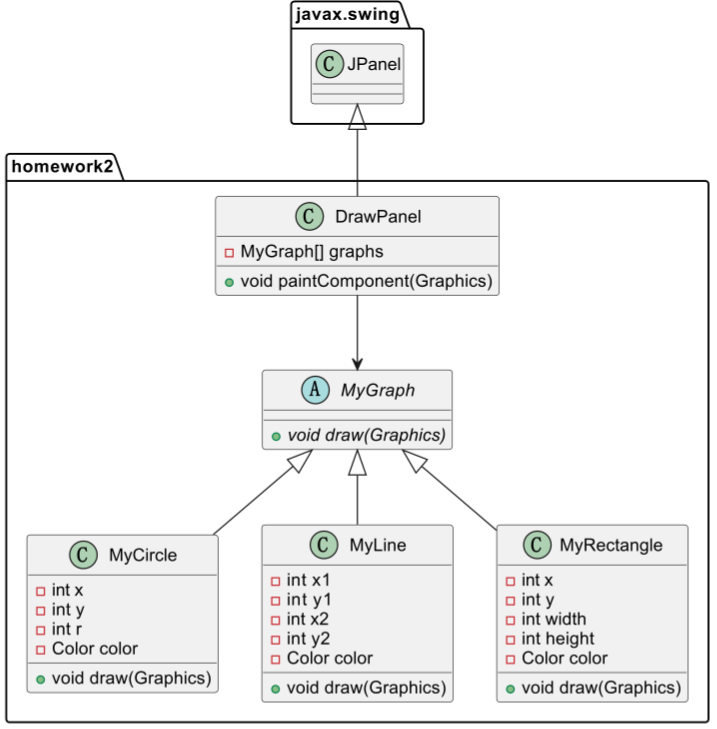 javax.swing
C JPanel
homework2
C DrawPanel
MyGraph[] graphs
void paintComponent(Graphics)
A MyGraph
void draw(Graphics)
C MyCircle
int x
int y
int r
Color color
void draw(Graphics)
C MyLine
int x1
int y1
int x2
int y2
Color color
void draw(Graphics)
C MyRectangle
int x
int y
int width
int height
Color color
void draw(Graphics)